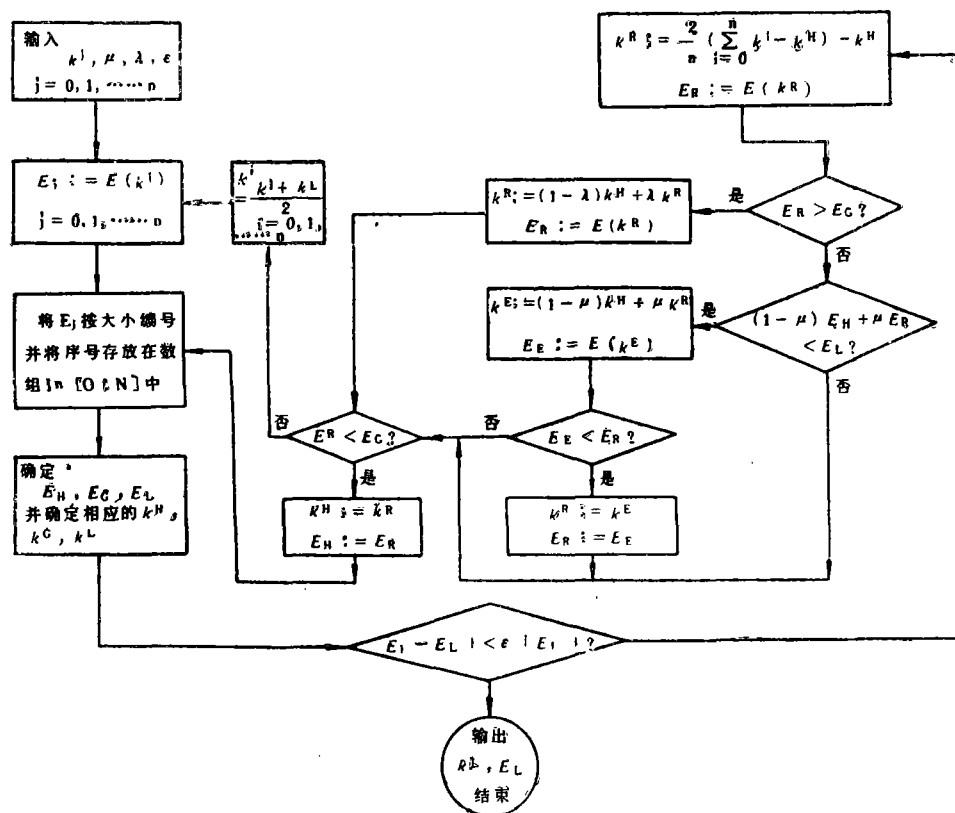 输入
k^j, μ, λ, ε
j = 0, 1, …… n
E_j := E(k^j)
j = 0, 1, …… n
将 E_j 按大小编号
并将序号存放在数
组 In [0:N] 中
确定:
E_H, E_G, E_L
并确定相应的 k^H,
k^G, k^L
k^j
= (k^j + k^L) / 2
j = 0, 1,
…… n
k^R := 2/n (∑_{j=0}^{n} k^j − k^H) − k^H
E_R := E(k^R)
E_R > E_G?
是
否
k^R := (1 − λ) k^H + λ k^R
E_R := E(k^R)
(1 − μ) E_H + μ E_R
< E_L?
是
否
k^E := (1 − μ) k^H + μ k^R
E_E := E(k^E)
E_E < E_R?
否
是
k^R := k^E
E_R := E_E
E^R < E_G?
否
是
k^H := k^R
E_H := E_R
E_j − E_L | < ε | E_j | ?
输出
E_L
结束